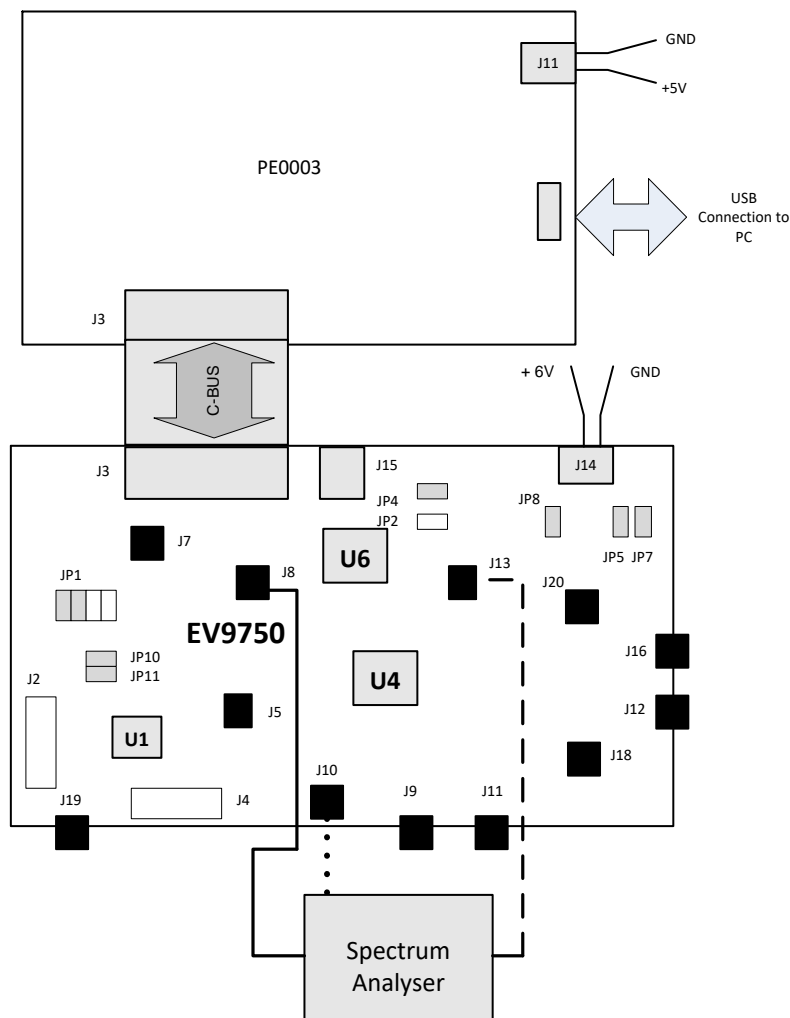 GND
J11
+5V
PE0003
USB
Connection to
PC
J3
C-BUS
+ 6V
GND
J3
J15
J14
JP4
JP8
JP2
J7
U6
JP5
JP7
J8
J13
JP1
J20
EV9750
J16
JP10
JP11
J2
U4
J12
J5
U1
J18
J10
J19
J4
J9
J11
Spectrum
Analyser